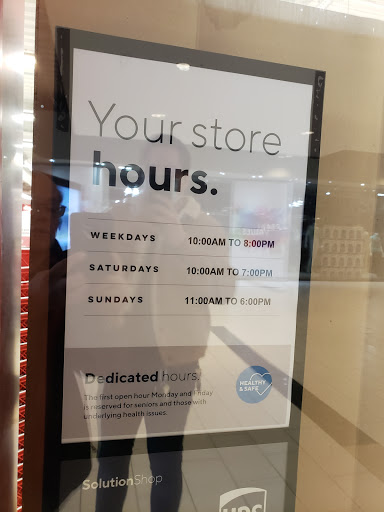 Your store
hours.
WEEKDAYS 10:00AM TO 8:00PM
SATURDAYS 10:00AM TO 7:00PM
SUNDAYS 11:00AM TO 6:00PM
Dedicated hours.
The first open hour Monday and Friday
is reserved for seniors and those with
underlying health issues.
HEALTHY
& SAFE
SolutionShop
UPS